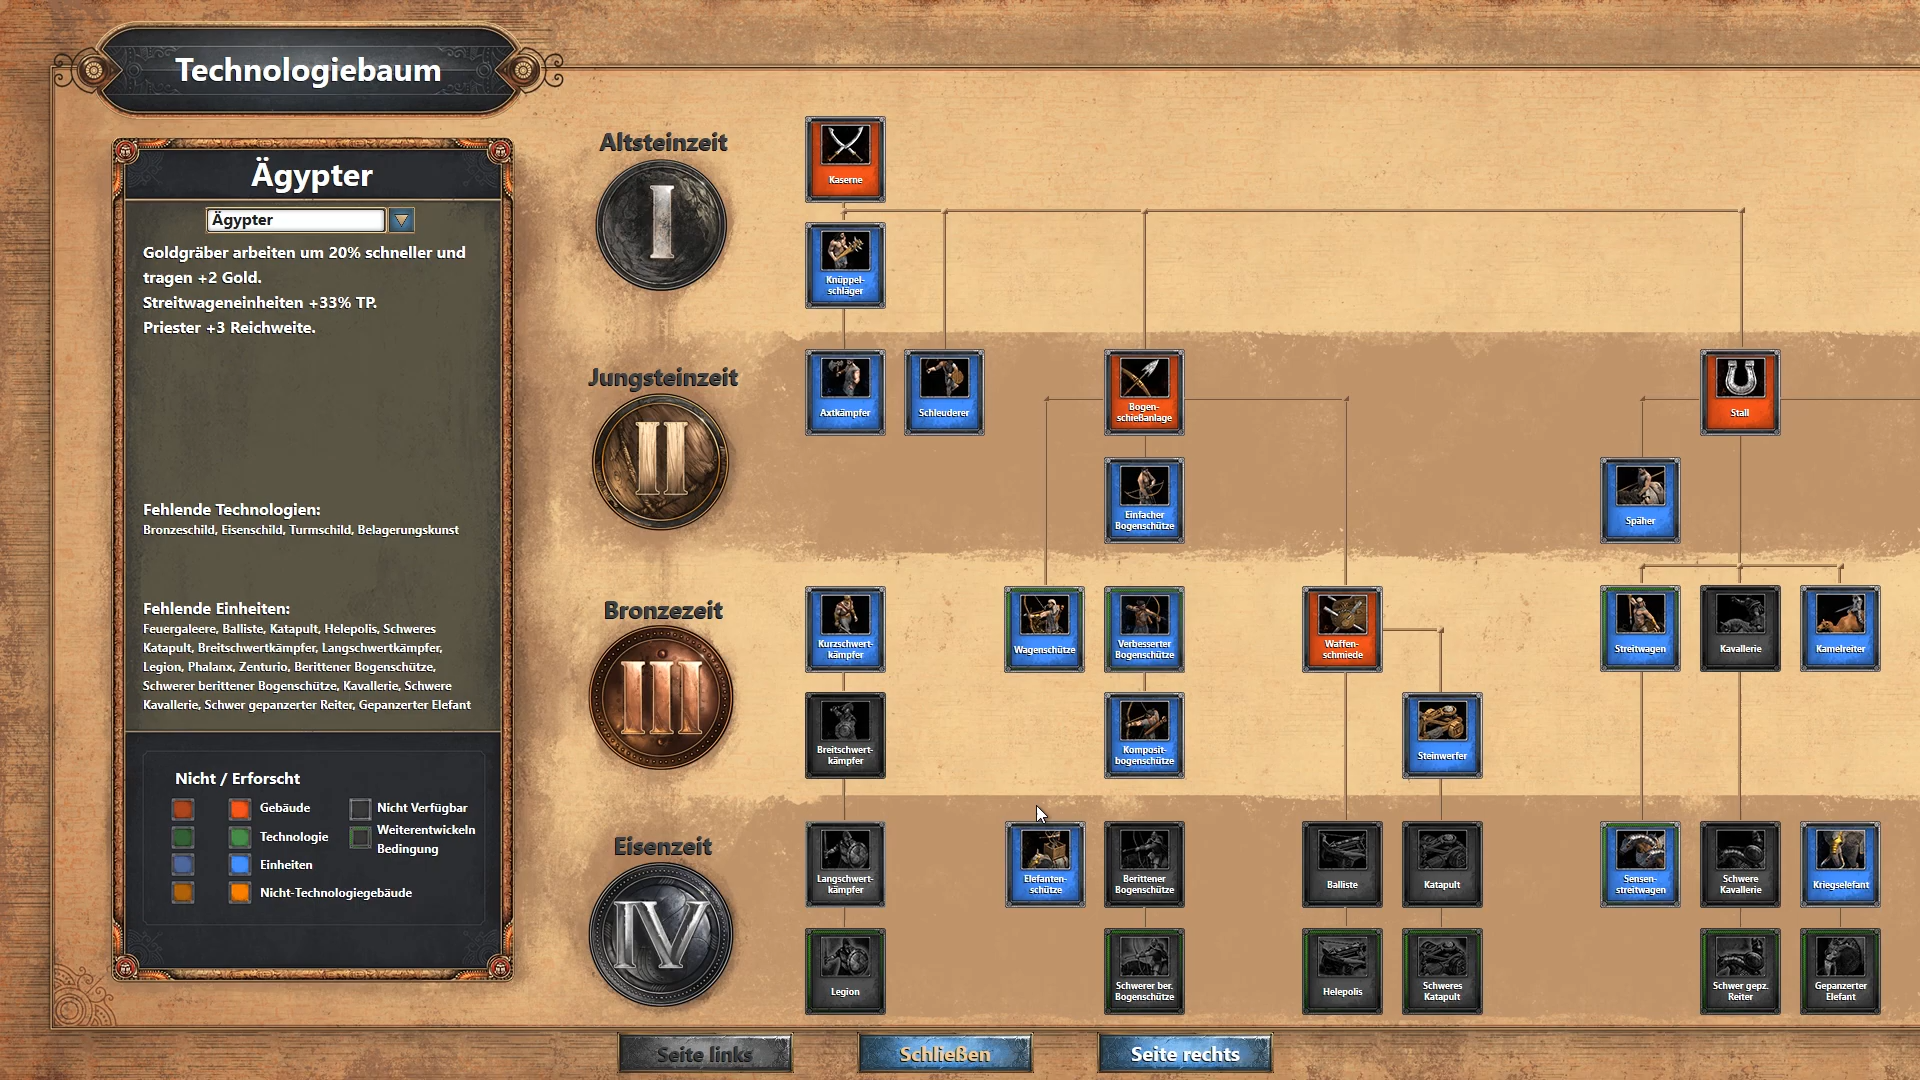 Technologiebaum
Ägypter
Ägypter
Goldgräber arbeiten um 20% schneller und
tragen +2 Gold.
Streitwageneinheiten +33% TP.
Priester +3 Reichweite.
Fehlende Technologien:
Bronzeschild, Eisenschild, Turmschild, Belagerungskunst
Fehlende Einheiten:
Feuergaleere, Balliste, Katapult, Helepolis, Schweres
Katapult, Breitschwertkämpfer, Langschwertkämpfer,
Legion, Phalanx, Zenturio, Berittener Bogenschütze,
Schwerer berittener Bogenschütze, Kavallerie, Schwere
Kavallerie, Schwer gepanzerter Reiter, Gepanzerter Elefant
Nicht / Erforscht
Gebäude
Nicht Verfügbar
Technologie
Weiterentwickeln
Bedingung
Einheiten
Nicht-Technologiegebäude
Altsteinzeit
I
Kaserne
Knüppel-
schläger
Jungsteinzeit
II
Axtkämpfer
Schleuderer
Bogen-
schießanlage
Stall
Einfacher
Bogenschütze
Späher
Bronzezeit
III
Kurzschwert-
kämpfer
Wagenschütze
Verbesserter
Bogenschütze
Waffen-
schmiede
Streitwagen
Kavallerie
Kamelreiter
Breitschwert-
kämpfer
Komposit-
bogenschütze
Steinwerfer
Eisenzeit
IV
Langschwert-
kämpfer
Elefanten-
schütze
Berittener
Bogenschütze
Balliste
Katapult
Sensen-
streitwagen
Schwere
Kavallerie
Kriegselefant
Legion
Schwerer ber.
Bogenschütze
Helepolis
Schweres
Katapult
Schwer gepz.
Reiter
Gepanzerter
Elefant
Seite links
Schließen
Seite rechts